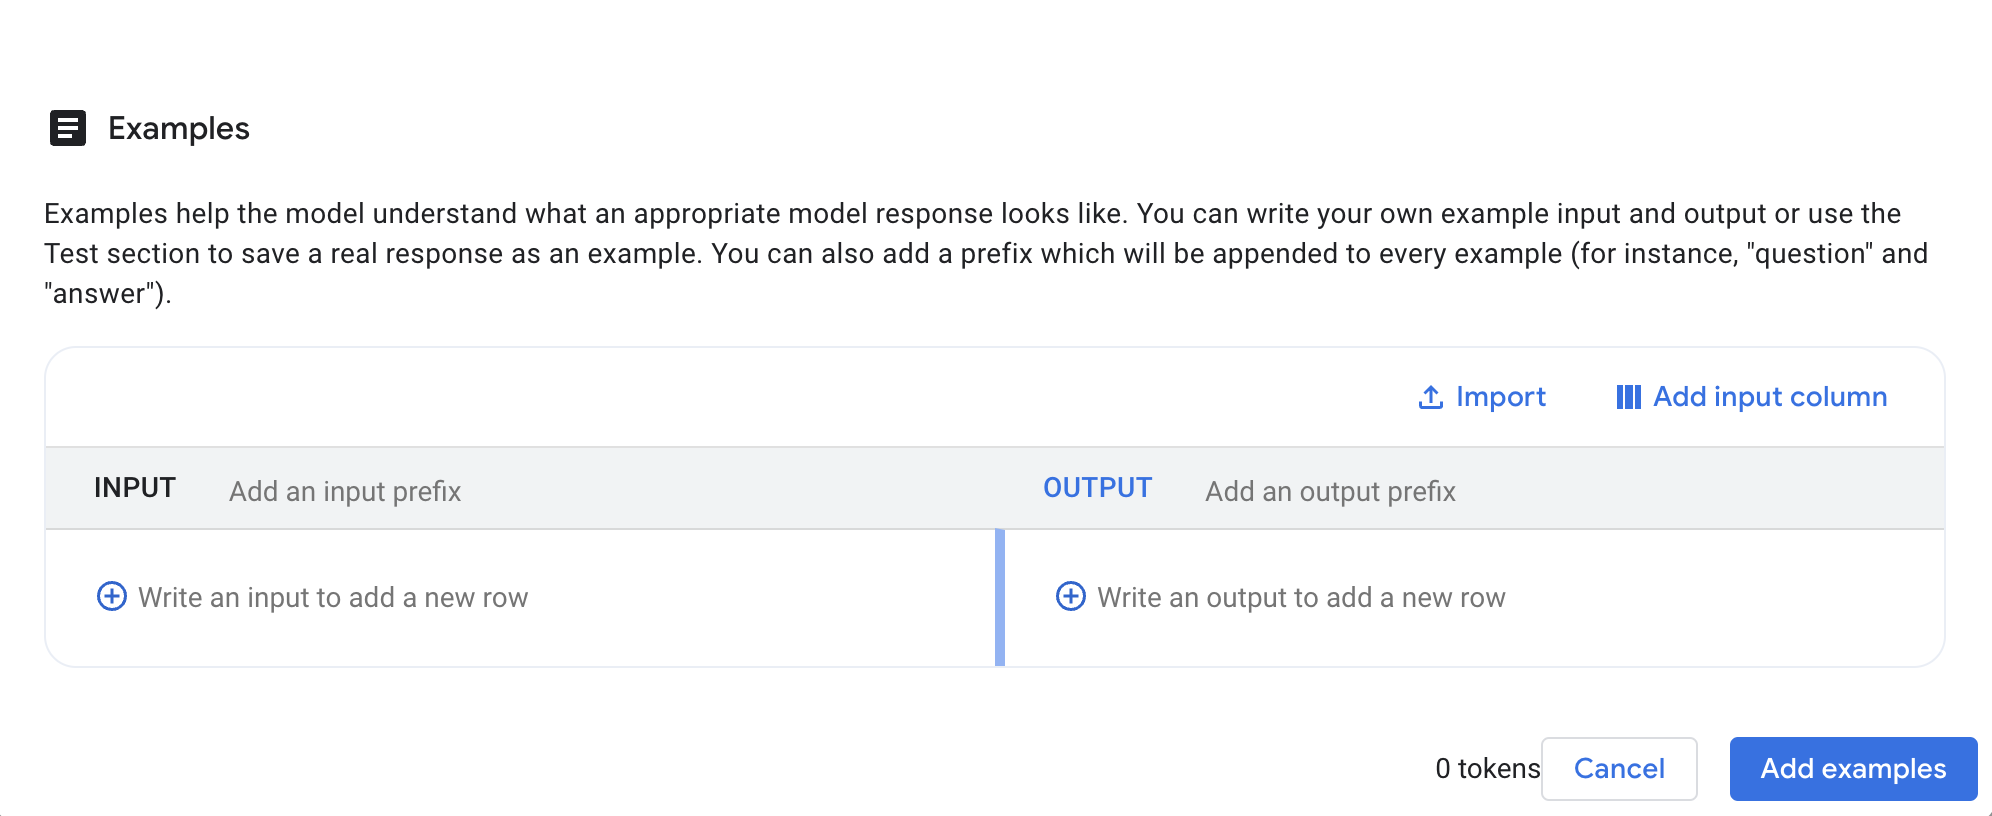 Examples
Examples help the model understand what an appropriate model response looks like. You can write your own example input and output or use the
Test section to save a real response as an example. You can also add a prefix which will be appended to every example (for instance, "question" and
"answer").
Import
Add input column
INPUT
Add an input prefix
OUTPUT
Add an output prefix
Write an input to add a new row
Write an output to add a new row
0 tokens
Cancel
Add examples